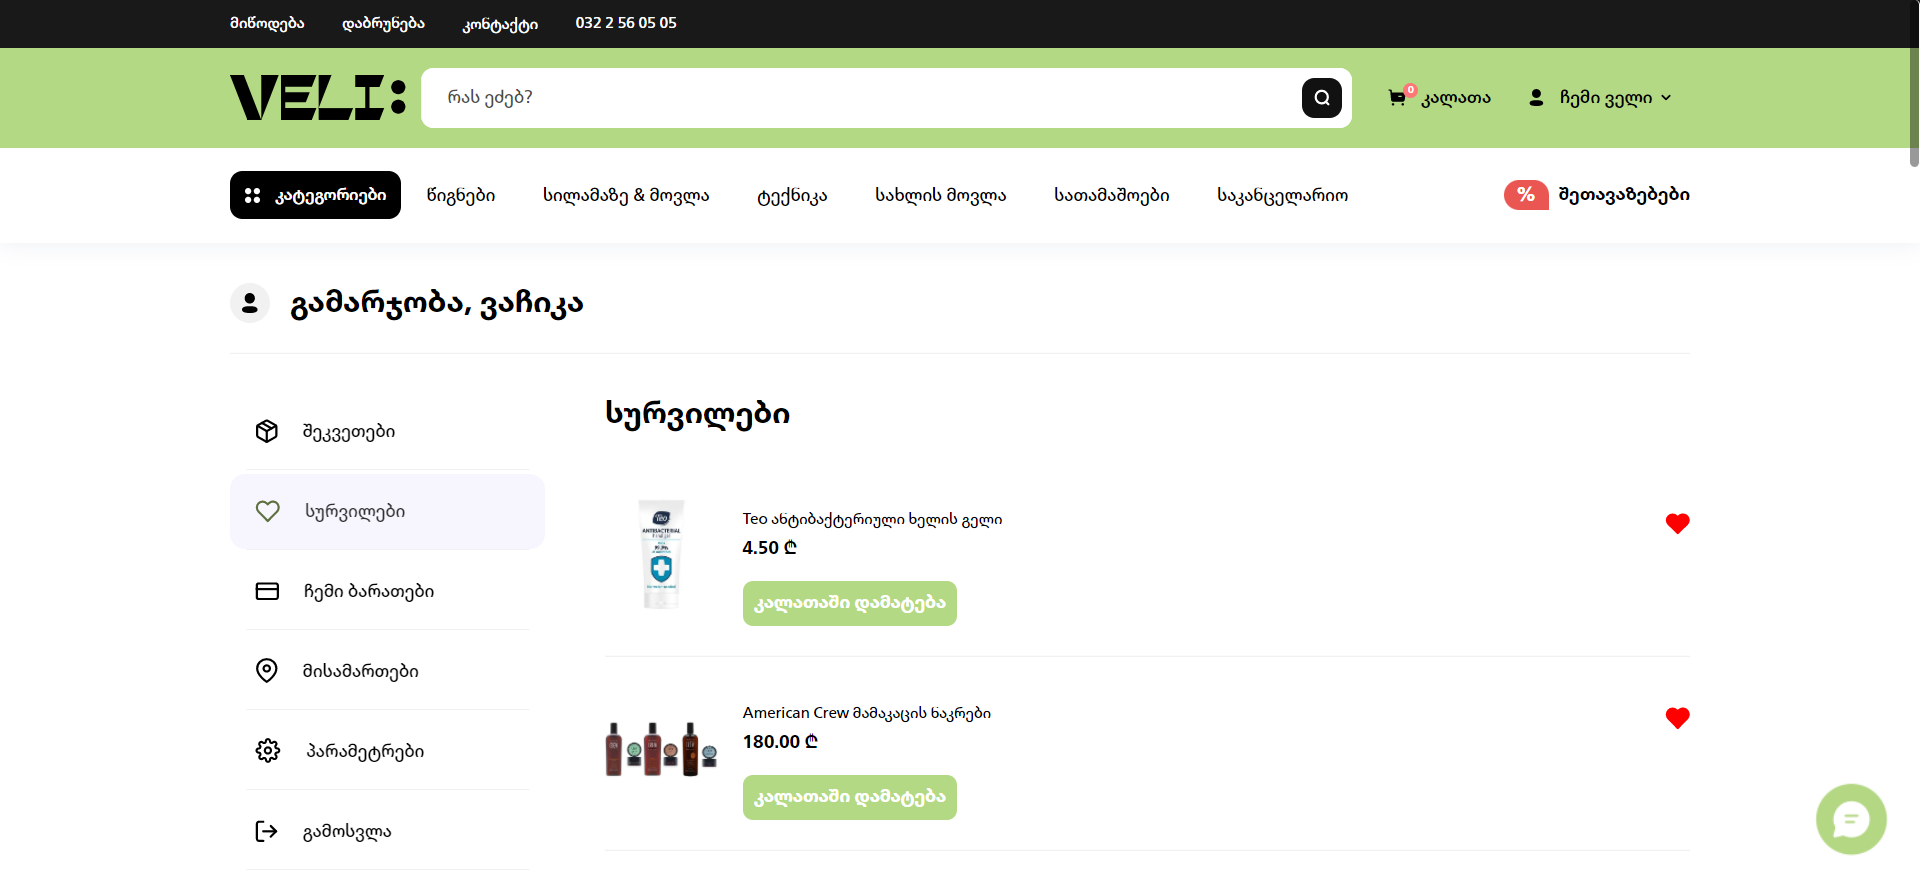 მიწოდება დაბრუნება კონტაქტი 032 2 56 05 05
VELI:
რას ეძებ?
0 კალათა
ჩემი ველი
კატეგორიები წიგნები სილამაზე & მოვლა ტექნიკა სახლის მოვლა სათამაშოები საკანცელარიო
% შეთავაზებები
გამარჯობა, ვაჩიკა
შეკვეთები
სურვილები
ჩემი ბარათები
მისამართები
პარამეტრები
გამოსვლა
სურვილები
Teo
ANTIBACTERIAL
Teo ანტიბაქტერიული ხელის გელი
4.50 ₾
კალათაში დამატება
American Crew მამაკაცის ნაკრები
180.00 ₾
კალათაში დამატება